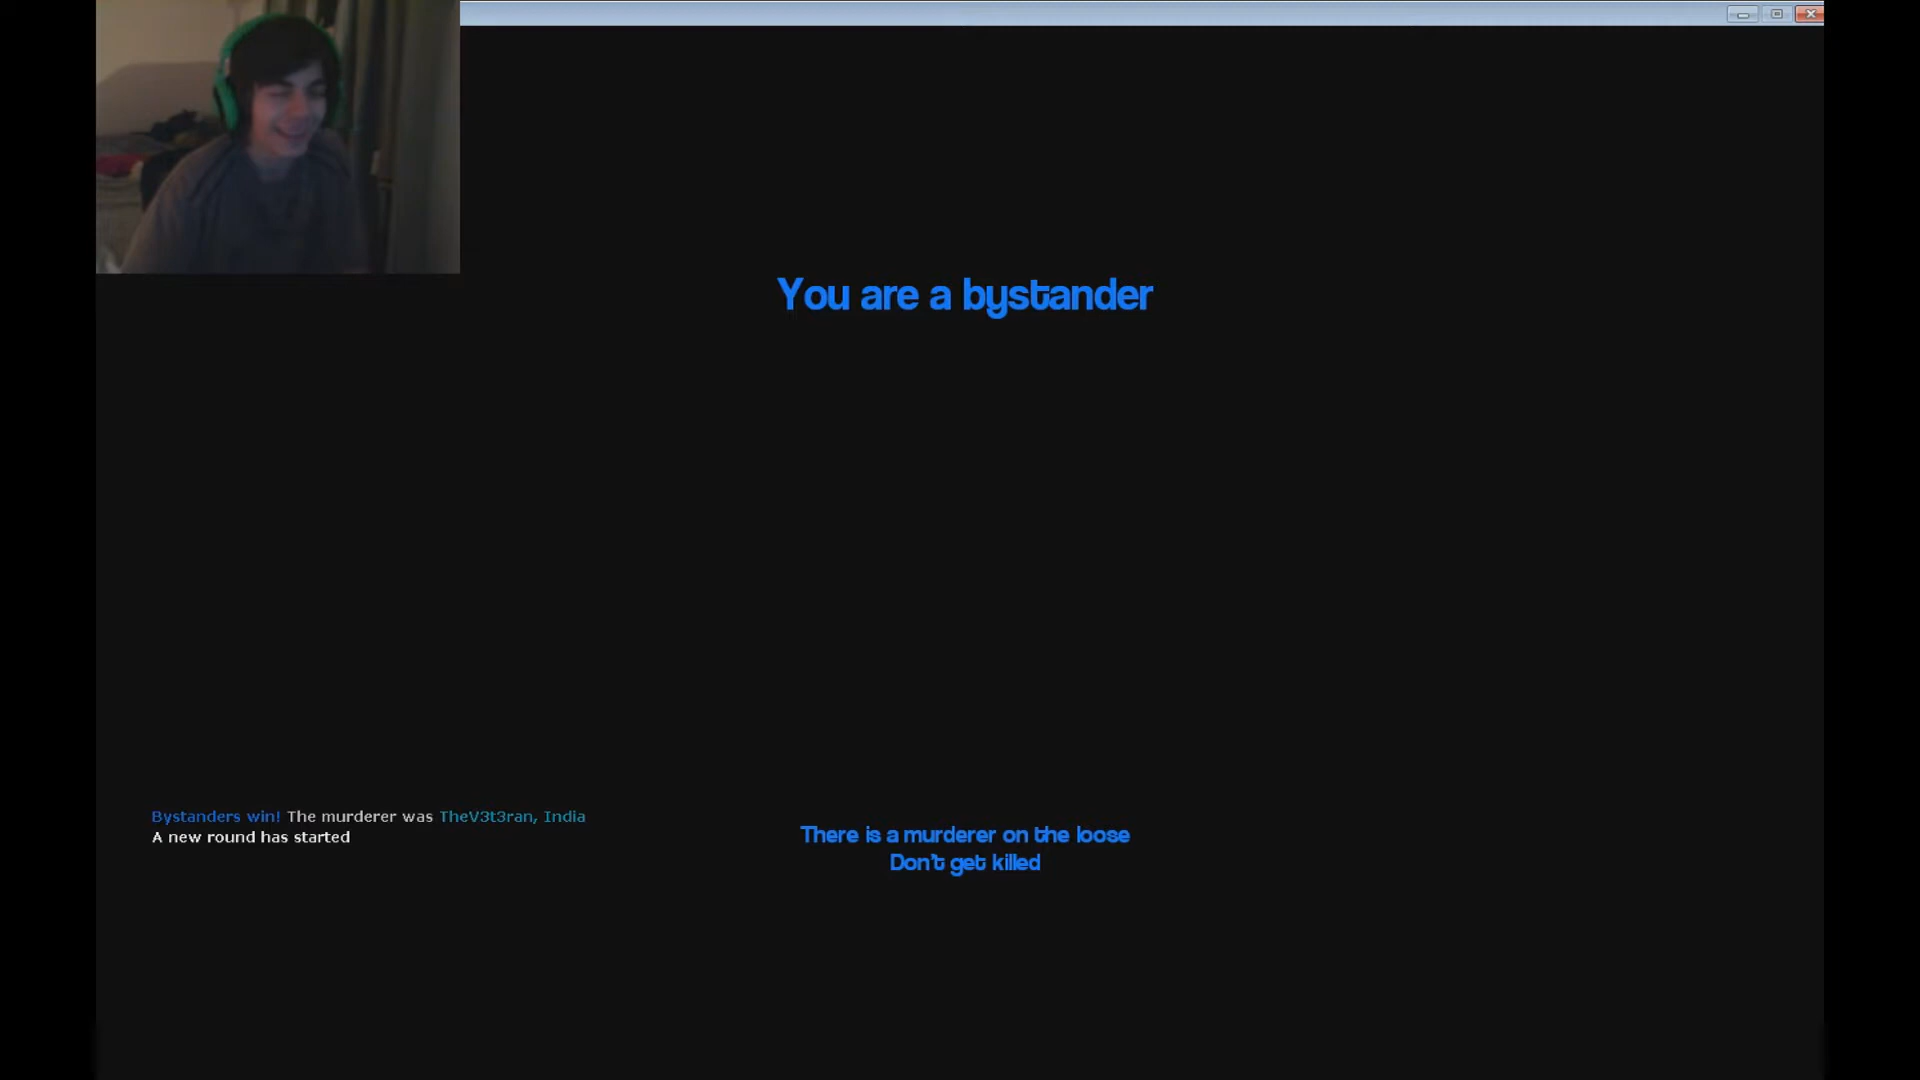 You are a bystander
Bystanders win! The murderer was TheV3t3ran, India
A new round has started
There is a murderer on the loose
Don't get killed